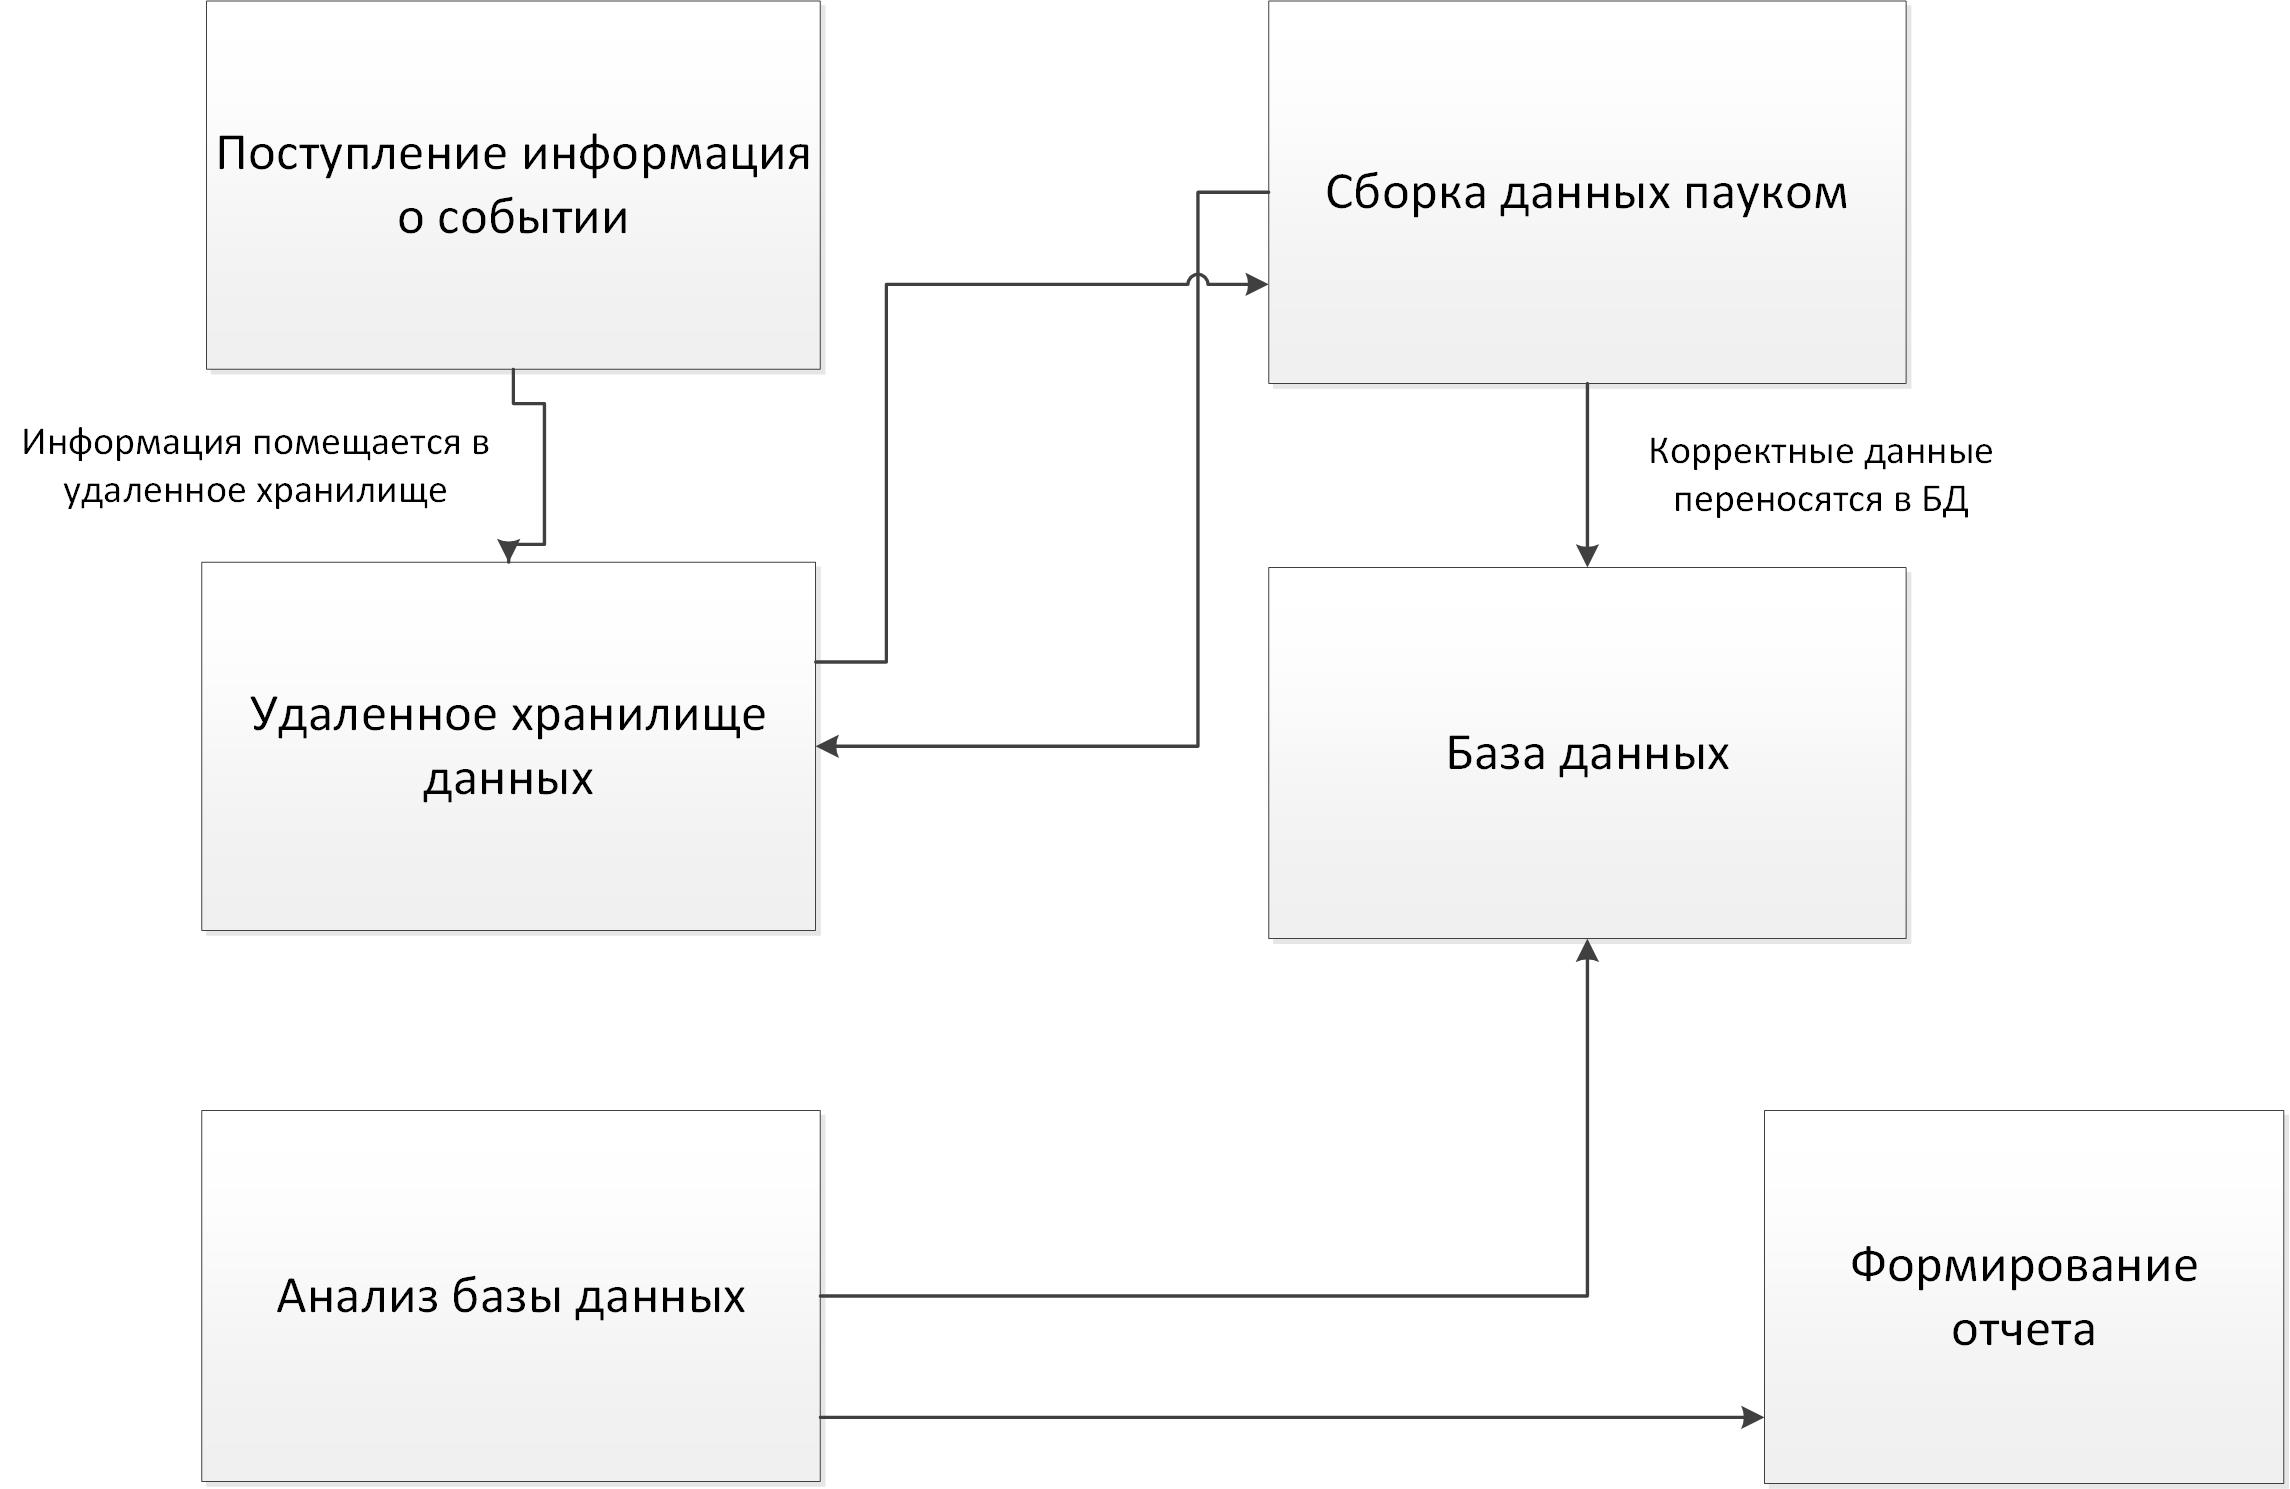 Поступление информация
о событии
Сборка данных пауком
Информация помещается в
удаленное хранилище
Корректные данные
переносятся в БД
Удаленное хранилище
данных
База данных
Анализ базы данных
Формирование
отчета